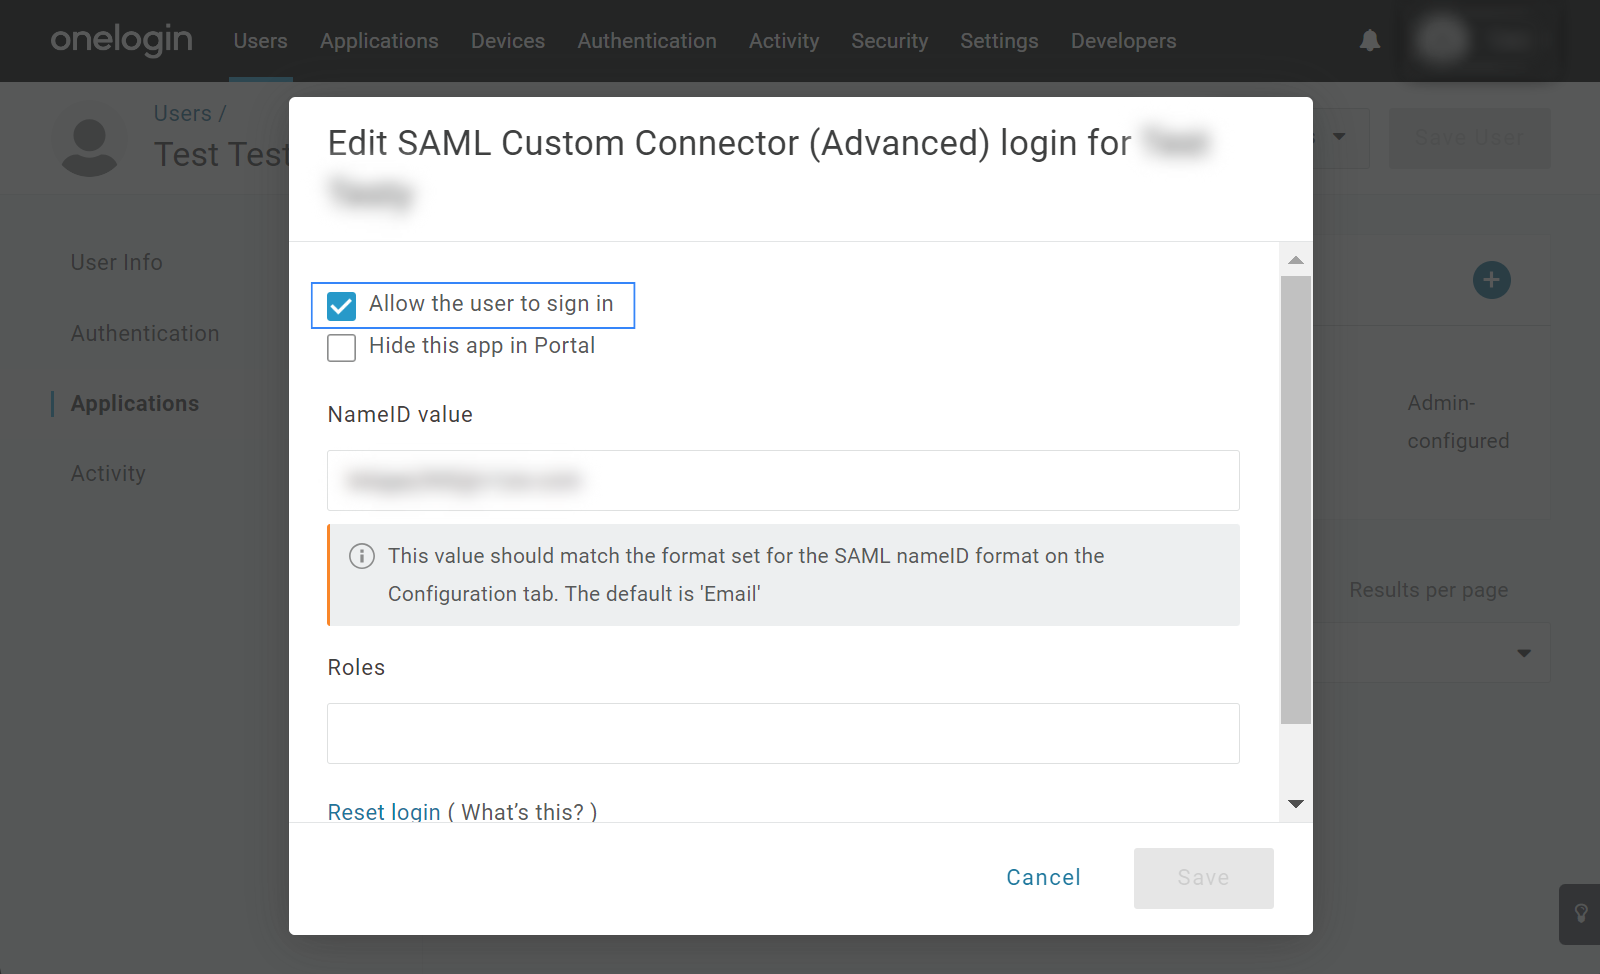 onelogin Users Applications Devices Authentication Activity Security Settings Developers
Users /
Test Test
Save User
Edit SAML Custom Connector (Advanced) login for
User Info
Authentication
Applications
Activity
Allow the user to sign in
Hide this app in Portal
NameID value
This value should match the format set for the SAML nameID format on the
Configuration tab. The default is 'Email'
Roles
Reset login ( What's this? )
Cancel
Save
Admin-
configured
Results per page